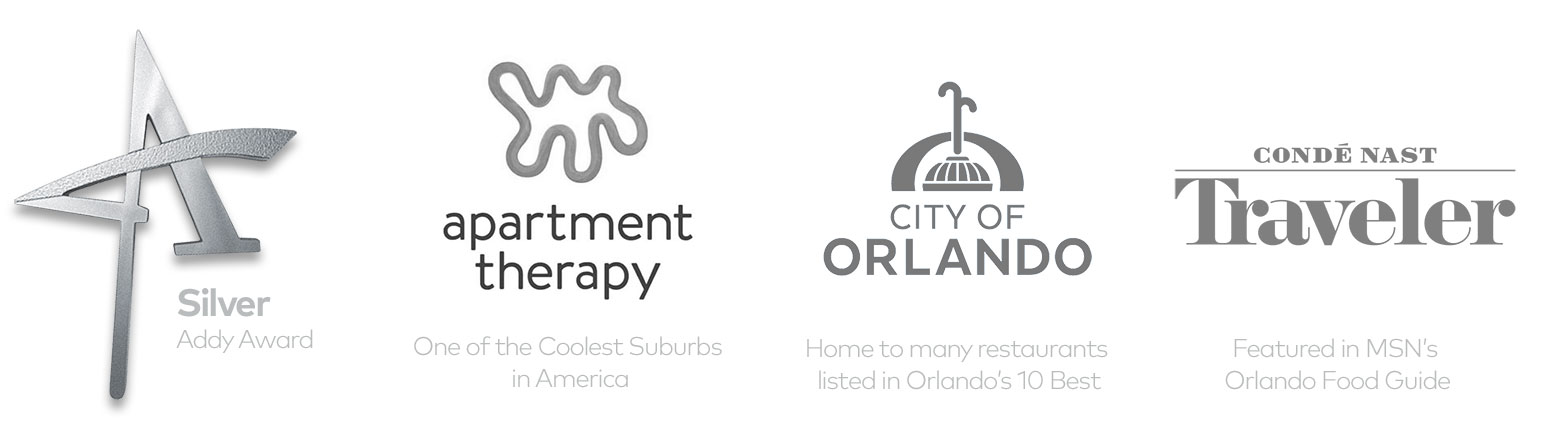 Silver
Addy Award
apartment
therapy
One of the Coolest Suburbs
in America
CITY OF
ORLANDO
Home to many restaurants
listed in Orlando's 10 Best
CONDÉ NAST
Traveler
Featured in MSN's
Orlando Food Guide